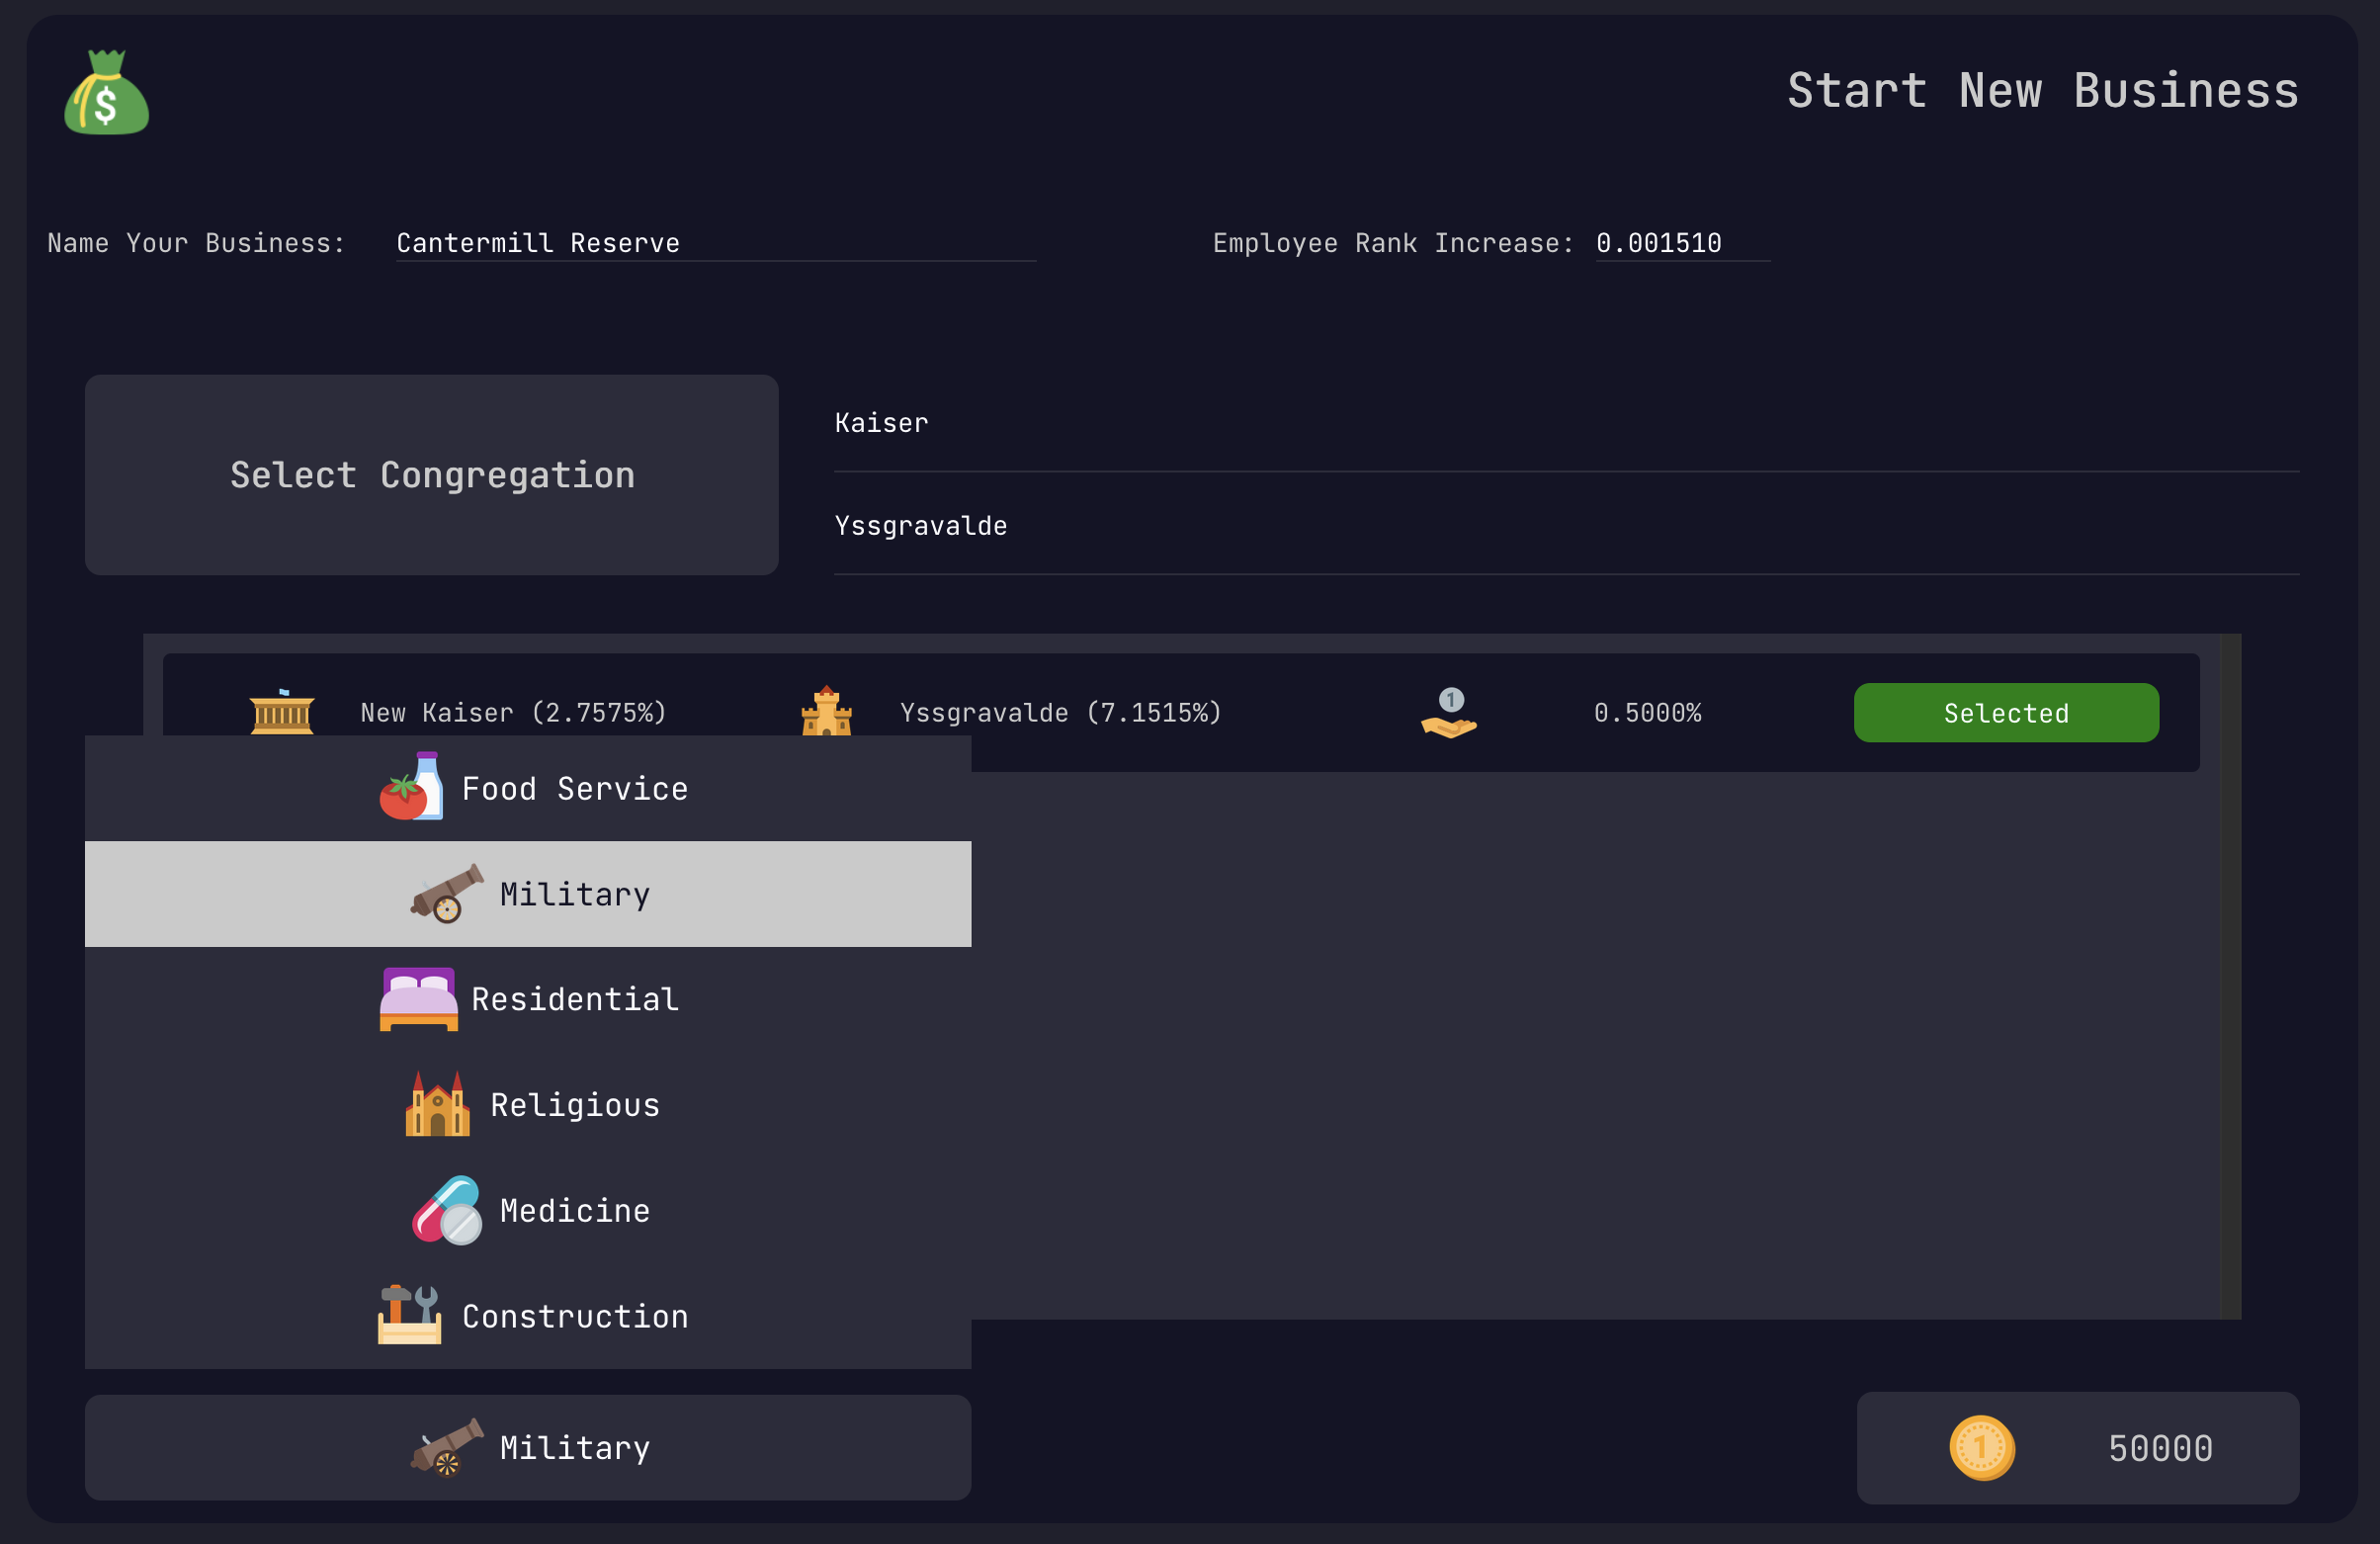 Start New Business
Name Your Business: Cantermill Reserve
Employee Rank Increase: 0.001510
Select Congregation
Kaiser
Yssgravalde
New Kaiser (2.7575%)
Yssgravalde (7.1515%)
1
0.5000%
Selected
Food Service
Military
Residential
Religious
Medicine
Construction
Military
1
50000